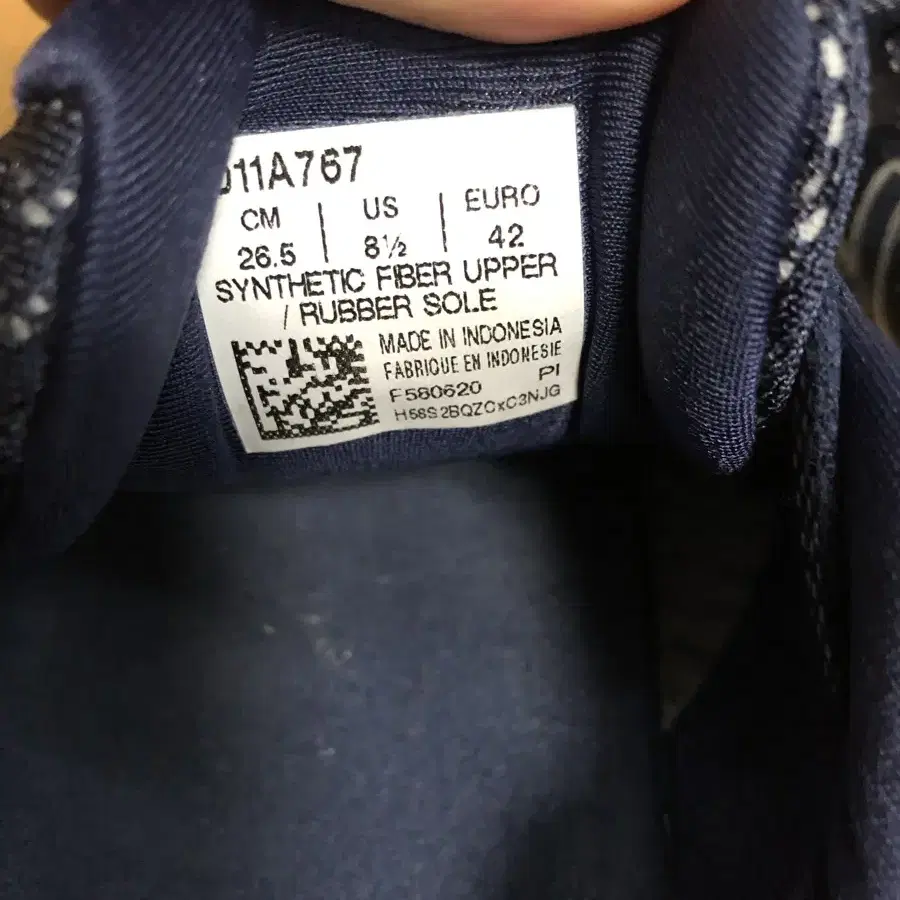 011A767
CM | US | EURO
26.5 | 8½ | 42
SYNTHETIC FIBER UPPER
/ RUBBER SOLE
MADE IN INDONESIA
FABRIQUE EN INDONESIE
F580620 PI
H56S2BQZCxC3NJG